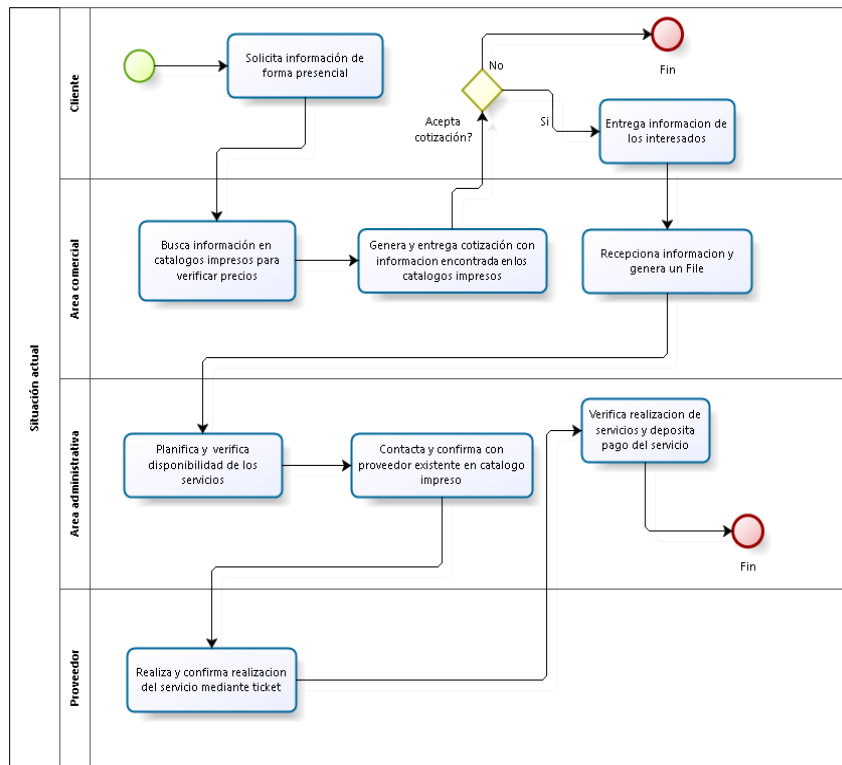 Situación actual
Cliente
Solicita información de
forma presencial
No
Fin
Acepta
cotización?
Si
Entrega informacion de
los interesados
Area comercial
Busca información en
catalogos impresos para
verificar precios
Genera y entrega cotización con
informacion encontrada en los
catalogos impresos
Recepciona informacion y
genera un File
Area administrativa
Planifica y verifica
disponibilidad de los
servicios
Contacta y confirma con
proveedor existente en catalogo
impreso
Verifica realizacion de
servicios y deposita
pago del servicio
Fin
Proveedor
Realiza y confirma realizacion
del servicio mediante ticket